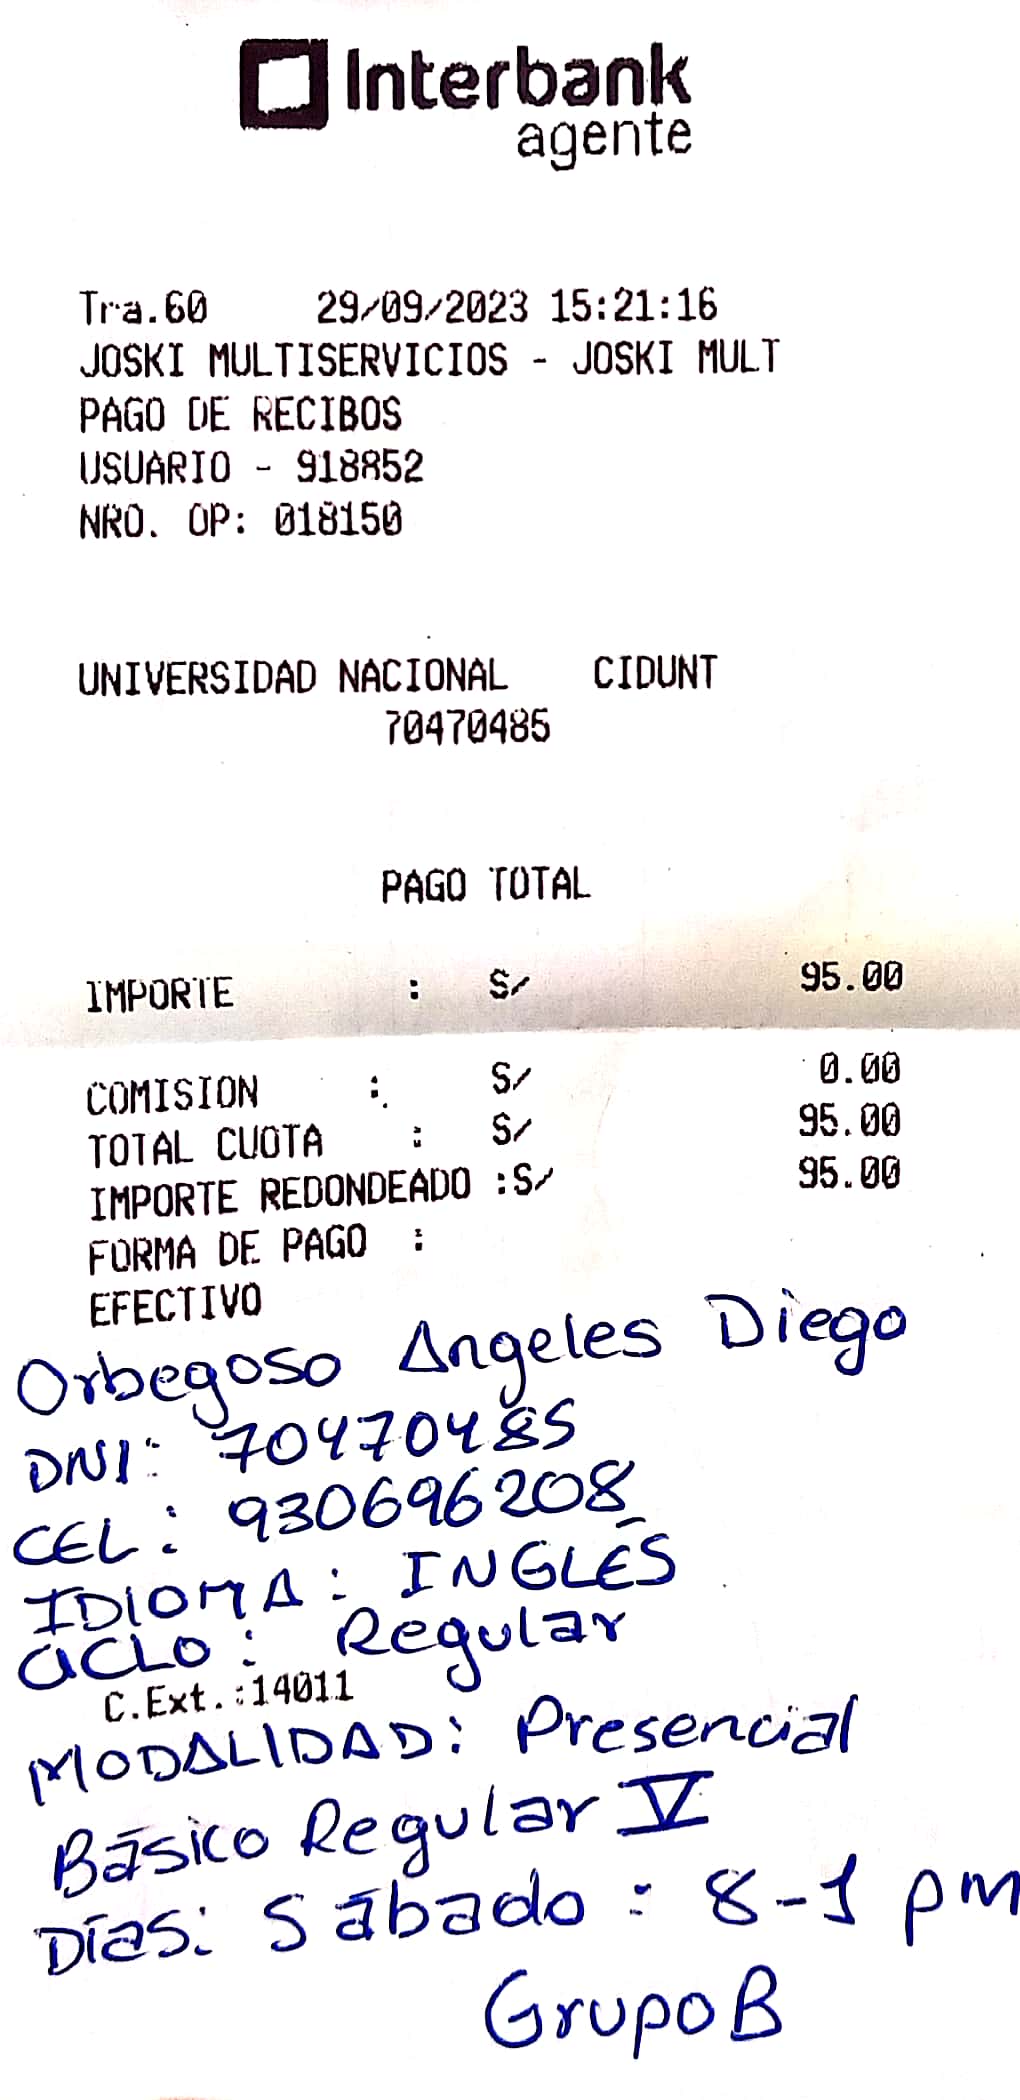 Interbank
agente
Tra.60 29/09/2023 15:21:16
JOSKI MULTISERVICIOS - JOSKI MULT
PAGO DE RECIBOS
USUARIO - 918852
NRO. OP: 018150
UNIVERSIDAD NACIONAL CIDUNT
70470485
PAGO TOTAL
IMPORTE : S/ 95.00
COMISION : S/ 0.00
TOTAL CUOTA : S/ 95.00
IMPORTE REDONDEADO :S/ 95.00
FORMA DE PAGO :
EFECTIVO
Orbegoso Angeles Diego
DNI: 70470485
CEL: 930696208
IDIOMA: INGLÉS
CICLO: Regular
C.Ext.:14011
MODALIDAD: Presencial
Básico Regular V
Días: Sábado: 8-1 pm
Grupo B